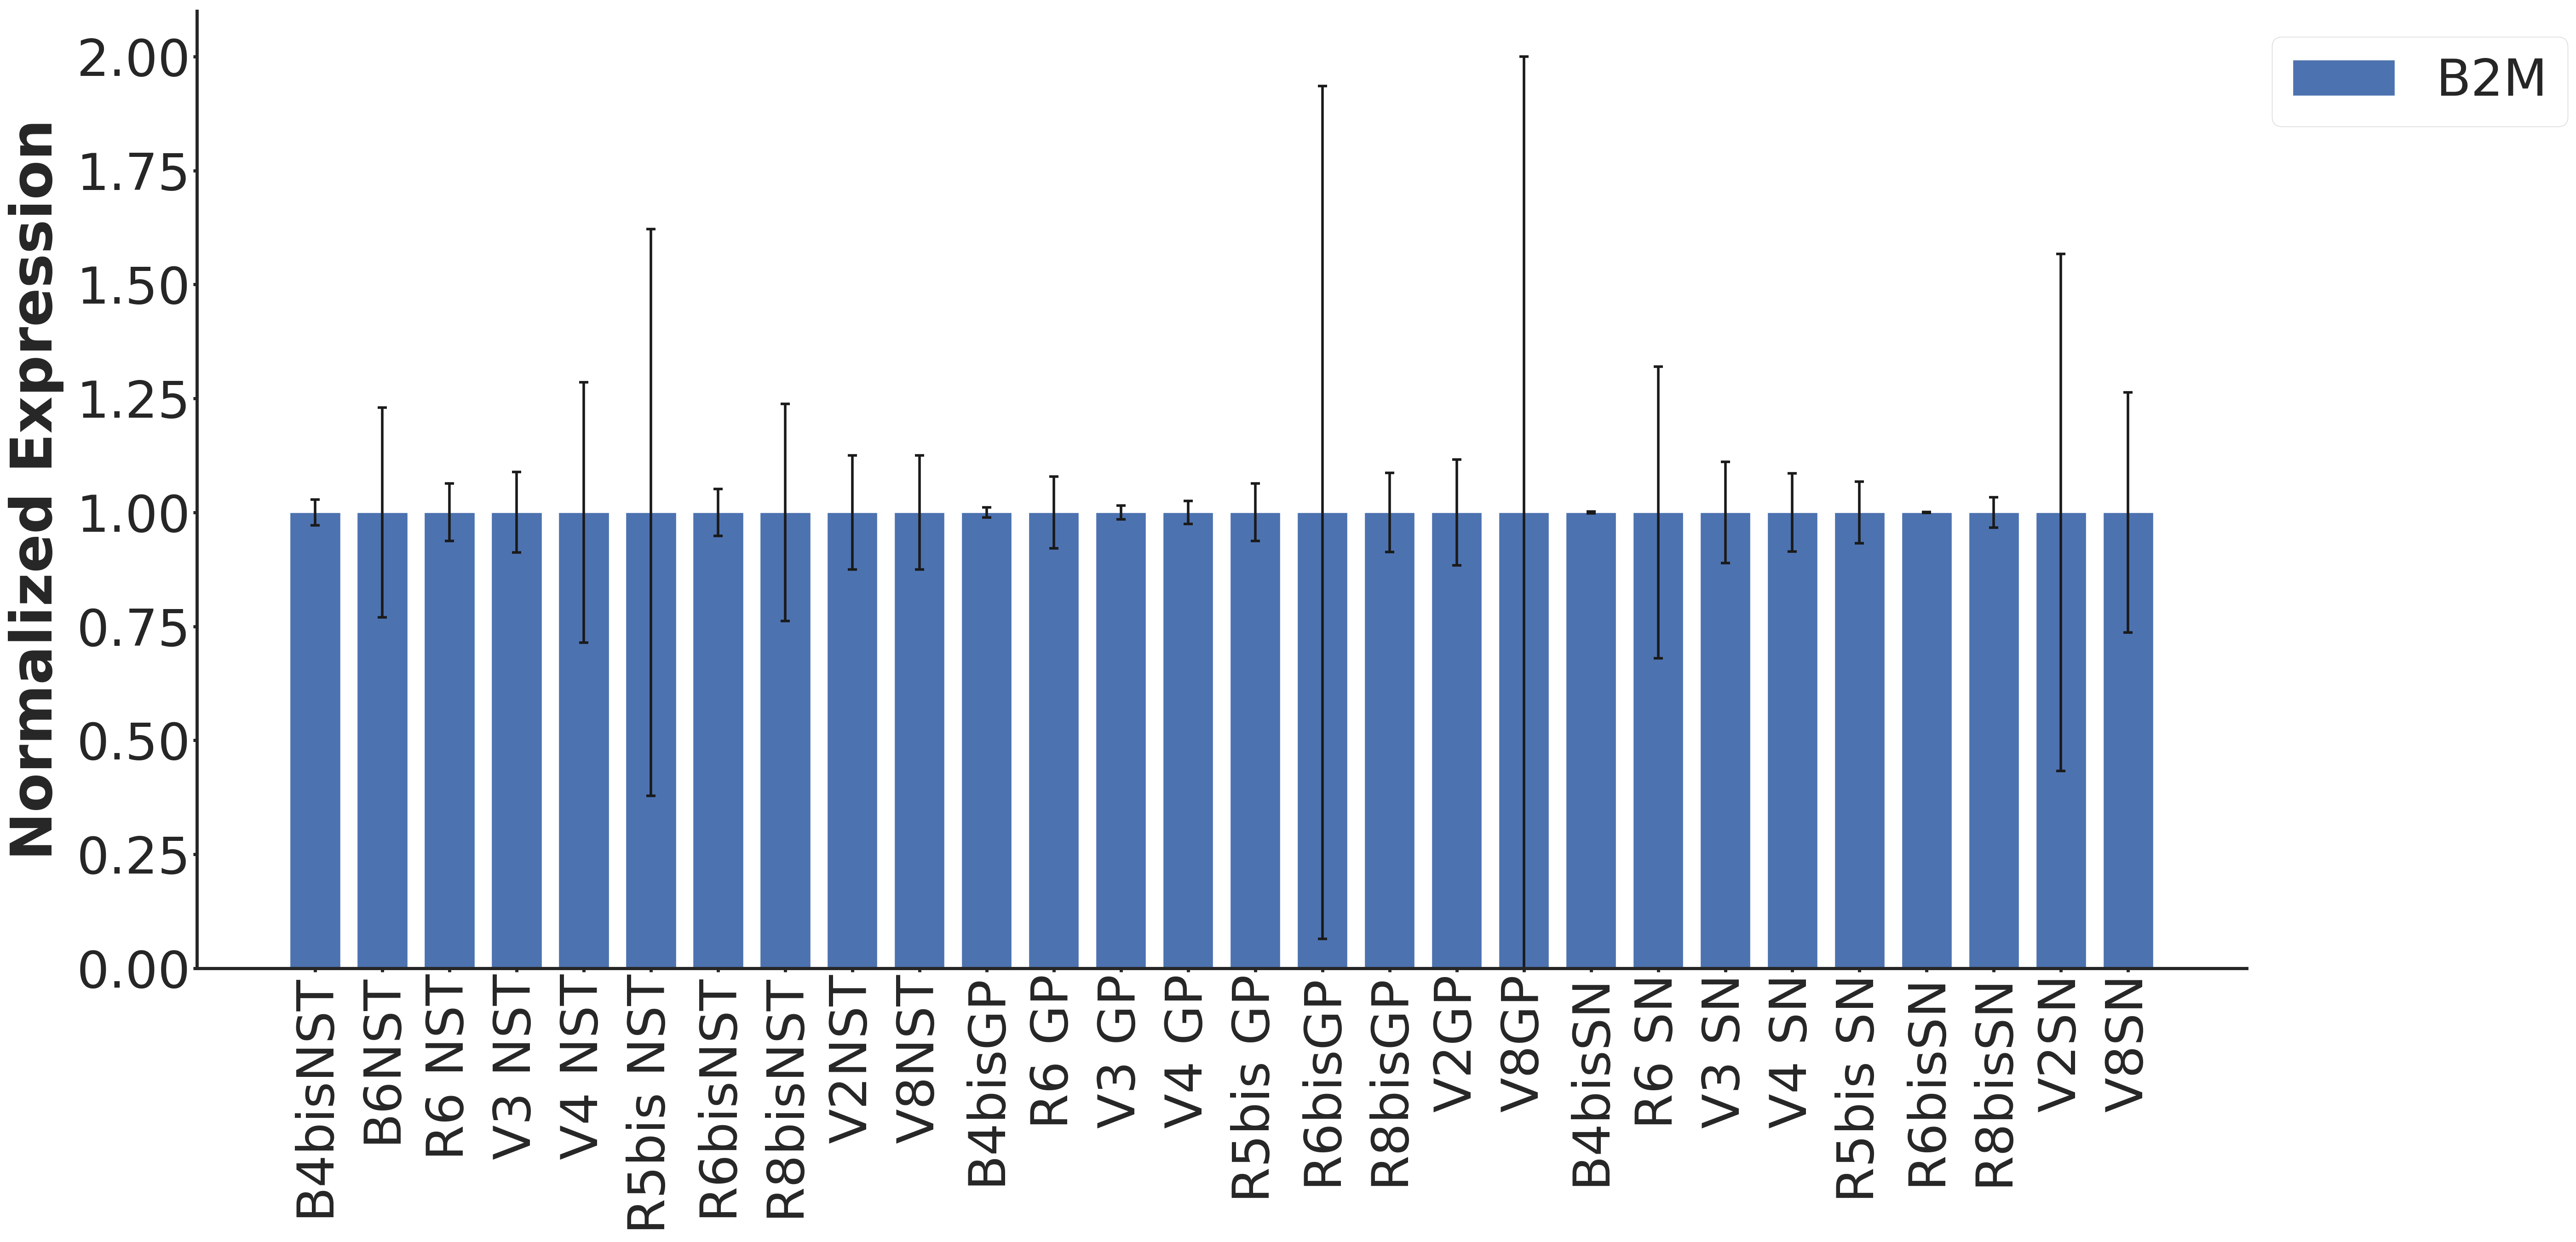 Normalized Expression
2.00
1.75
1.50
1.25
1.00
0.75
0.50
0.25
0.00
B4bisNST
B6NST
R6 NST
V3 NST
V4 NST
R5bis NST
R6bisNST
R8bisNST
V2NST
V8NST
B4bisGP
R6 GP
V3 GP
V4 GP
R5bis GP
R6bisGP
R8bisGP
V2GP
V8GP
B4bisSN
R6 SN
V3 SN
V4 SN
R5bis SN
R6bisSN
R8bisSN
V2SN
V8SN
B2M